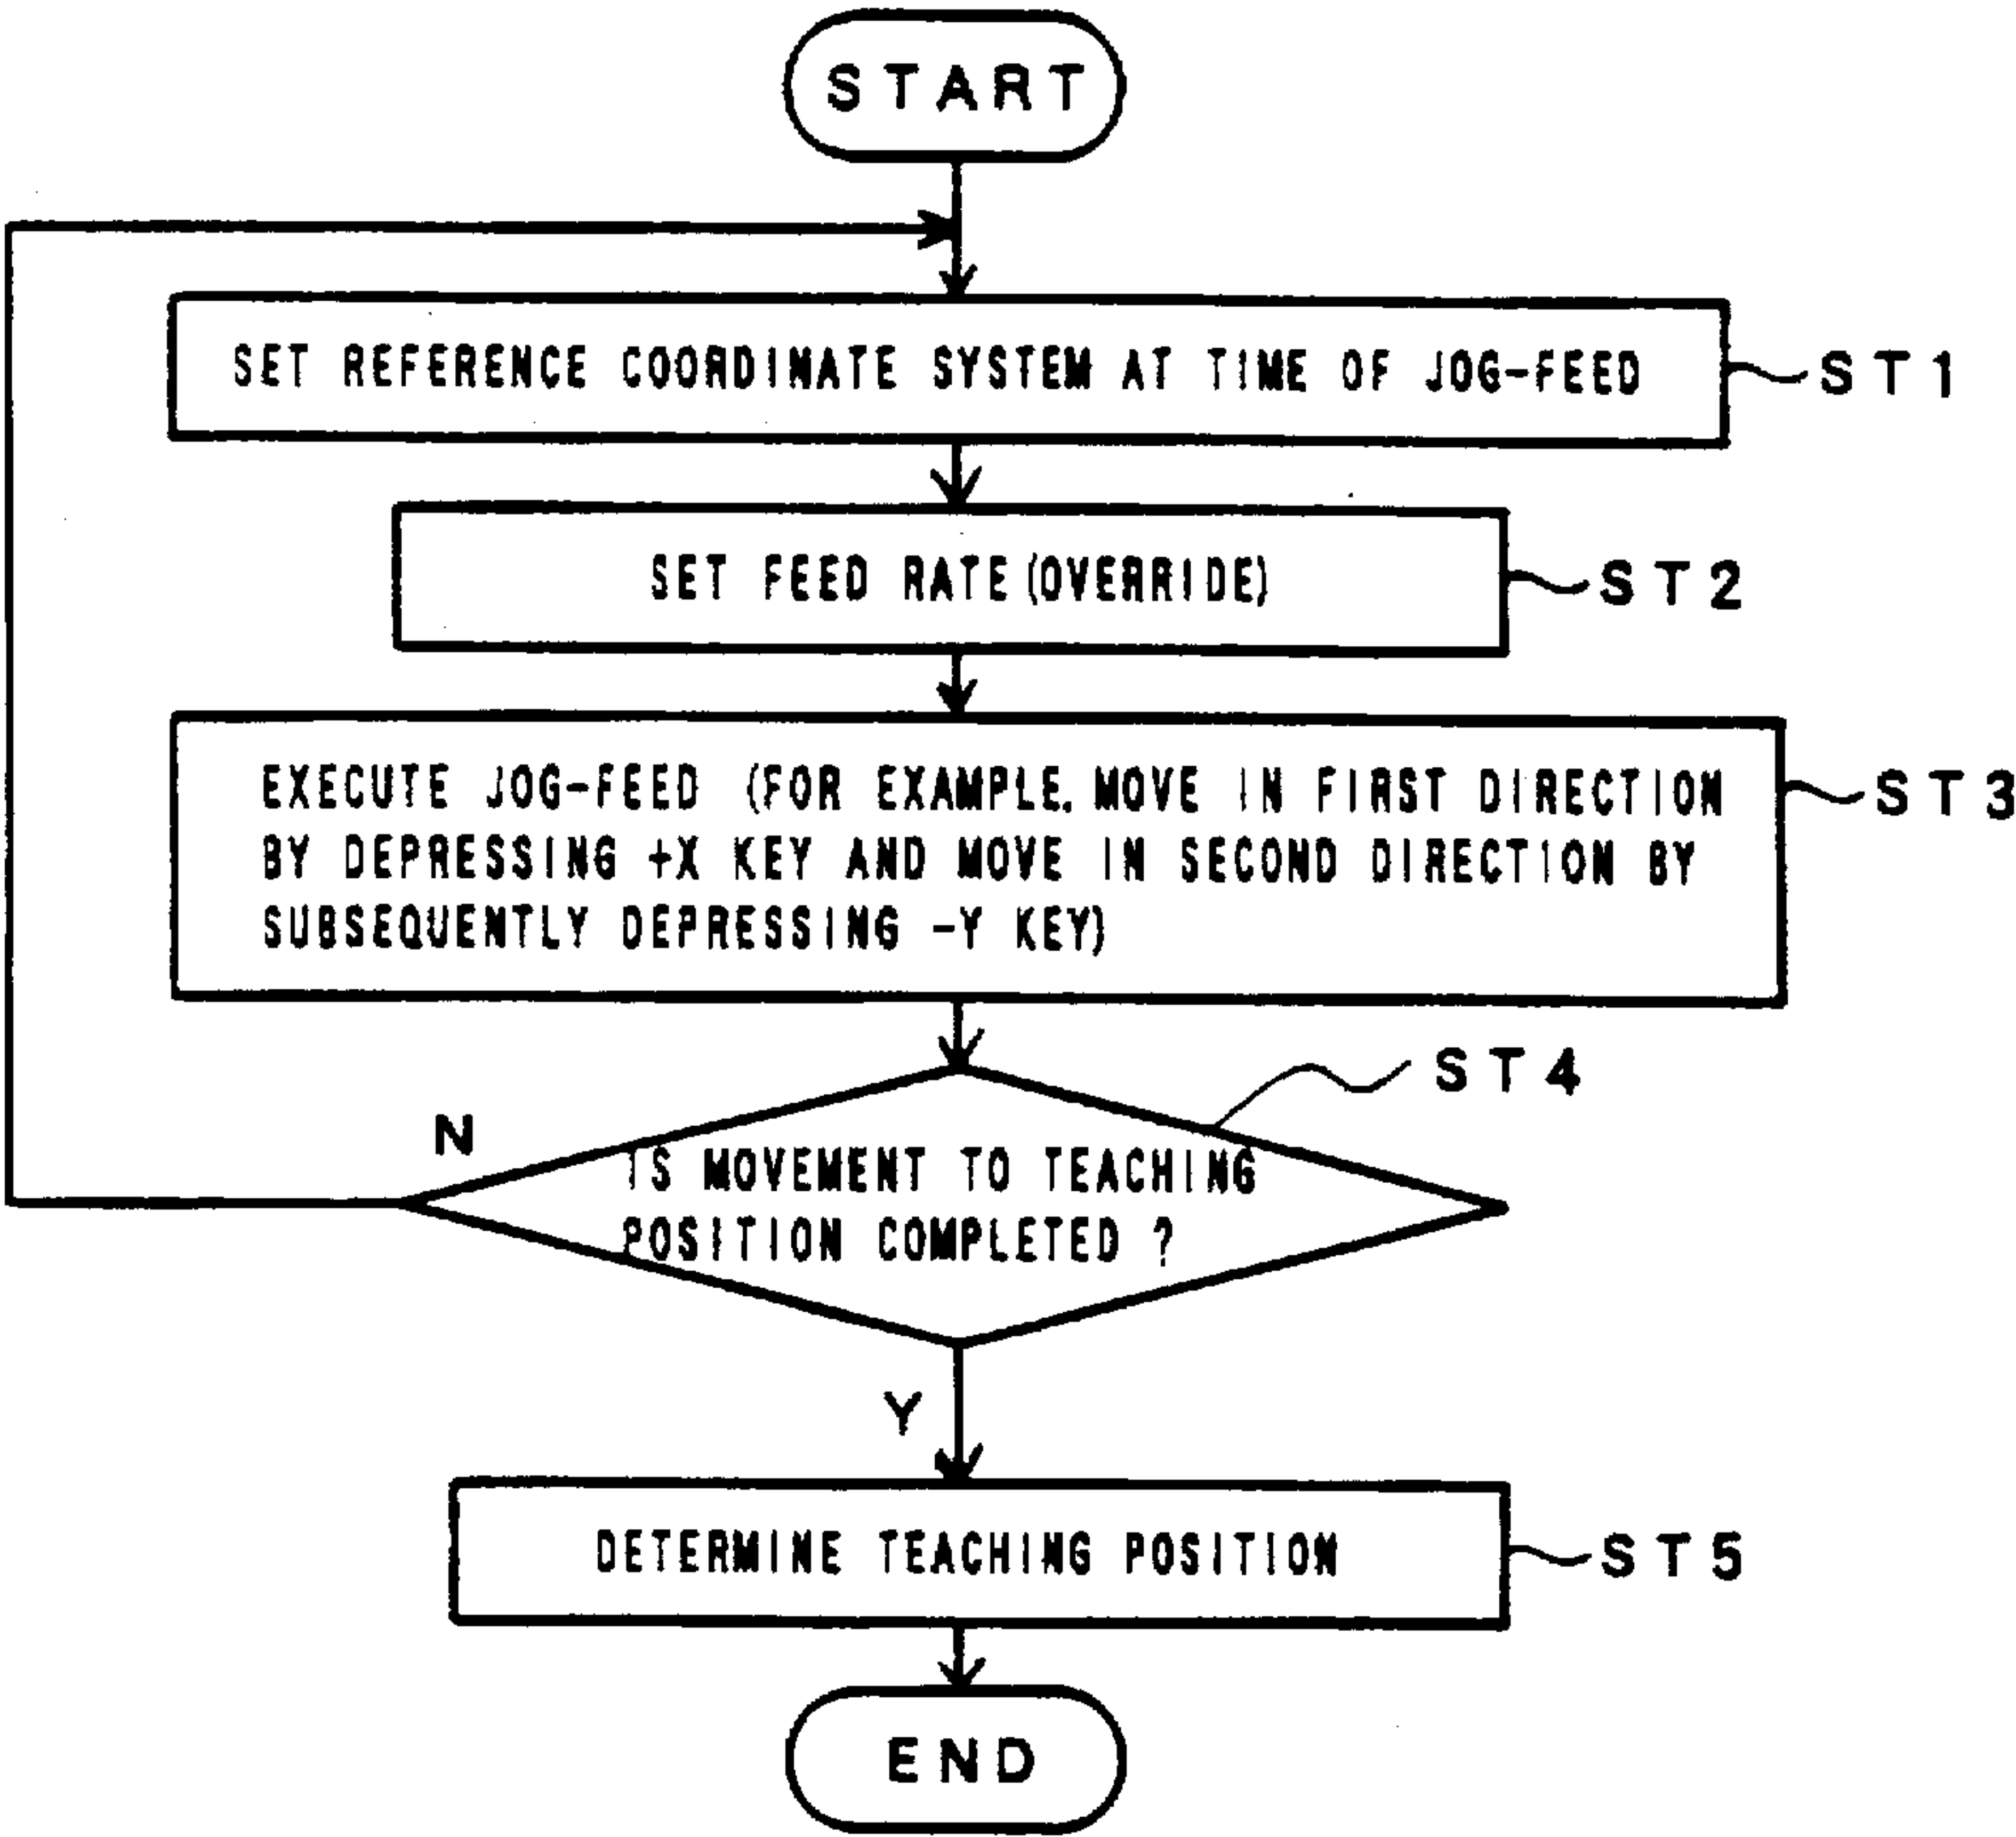 START
SET REFERENCE COORDINATE SYSTEM AT TIME OF JOG-FEED
ST1
SET FEED RATE(OVERRIDE)
ST2
EXECUTE JOG-FEED (FOR EXAMPLE. MOVE IN FIRST DIRECTION
BY DEPRESSING +X KEY AND MOVE IN SECOND DIRECTION BY
SUBSEQUENTLY DEPRESSING -Y KEY)
ST3
ST4
N
IS MOVEMENT TO TEACHING
POSITION COMPLETED ?
Y
DETERMINE TEACHING POSITION
ST5
END